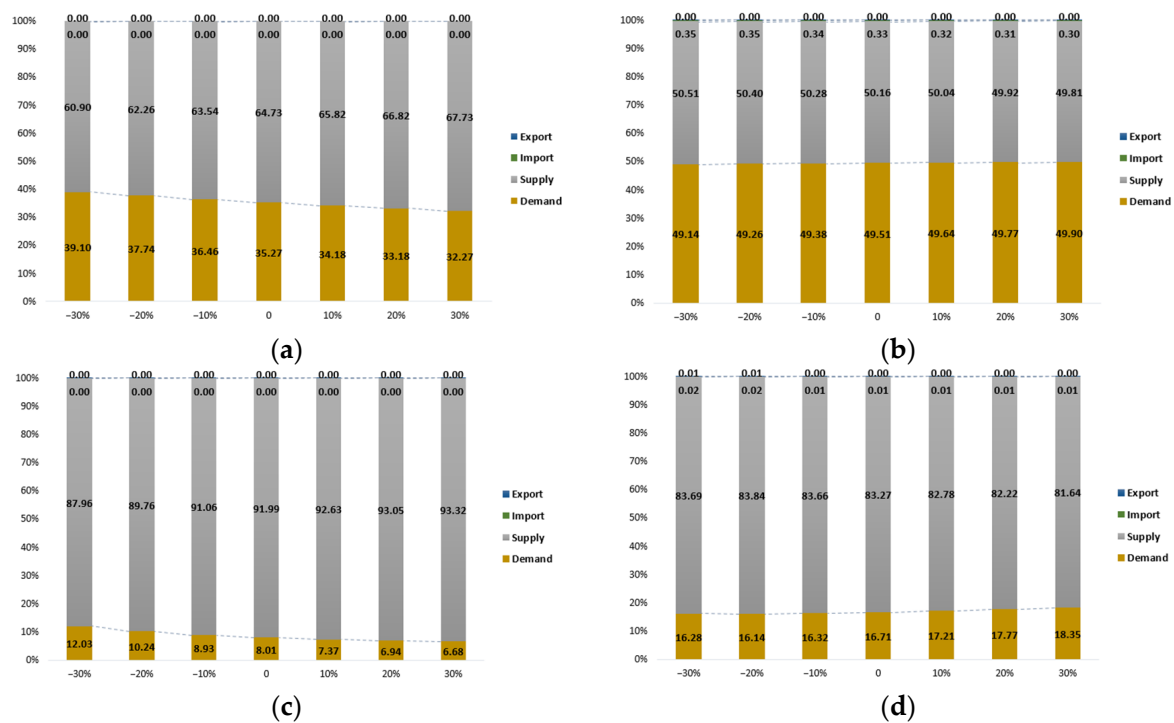 0.00 0.00 0.00 0.00 0.00 0.00 0.00
100%
0.00 0.00 0.00 0.00 0.00 0.00 0.00
90%
80%
70%
60.90 62.26 63.54 64.73 65.82 66.82 67.73
60%
50%
40%
30%
20%
39.10 37.74 36.46 35.27 34.18 33.18 32.27
10%
0%
−30% −20% −10% 0 10% 20% 30%
Export
Import
Supply
Demand
(a)
0.00 0.00 0.00 0.00 0.00 0.00 0.00
100%
0.35 0.35 0.34 0.33 0.32 0.31 0.30
90%
80%
50.51 50.40 50.28 50.16 50.04 49.92 49.81
70%
60%
50%
40%
30%
49.14 49.26 49.38 49.51 49.64 49.77 49.90
20%
10%
0%
−30% −20% −10% 0 10% 20% 30%
Export
Import
Supply
Demand
(b)
0.00 0.00 0.00 0.00 0.00 0.00 0.00
100%
0.00 0.00 0.00 0.00 0.00 0.00 0.00
90%
80%
70%
60%
87.96 89.76 91.06 91.99 92.63 93.05 93.32
50%
40%
30%
20%
10%
12.03 10.24 8.93 8.01 7.37 6.94 6.68
0%
−30% −20% −10% 0 10% 20% 30%
Export
Import
Supply
Demand
(c)
0.01 0.01 0.00 0.00 0.00 0.00 0.00
100%
0.02 0.02 0.01 0.01 0.01 0.01 0.01
90%
80%
70%
60%
83.69 83.84 83.66 83.27 82.78 82.22 81.64
50%
40%
30%
20%
10%
16.28 16.14 16.32 16.71 17.21 17.77 18.35
0%
−30% −20% −10% 0 10% 20% 30%
Export
Import
Supply
Demand
(d)